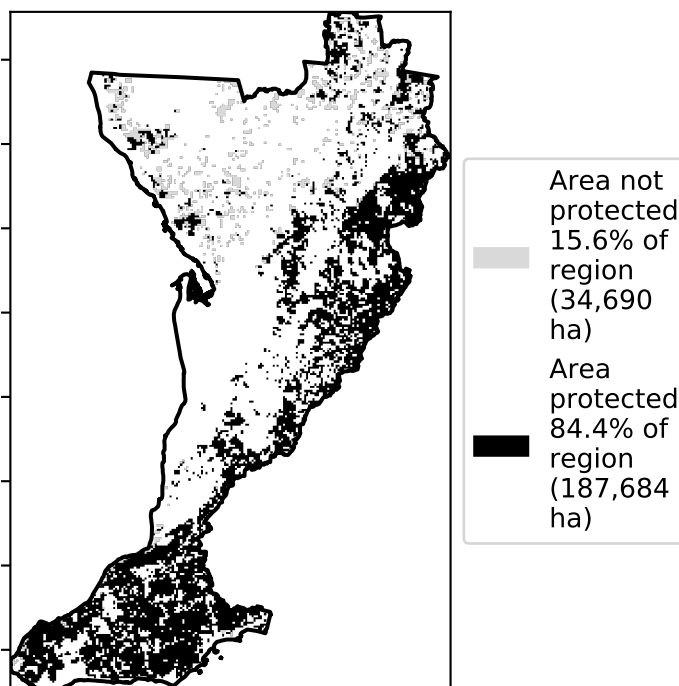 Area not
protected
15.6% of
region
(34,690
ha)
Area
protected
84.4% of
region
(187,684
ha)